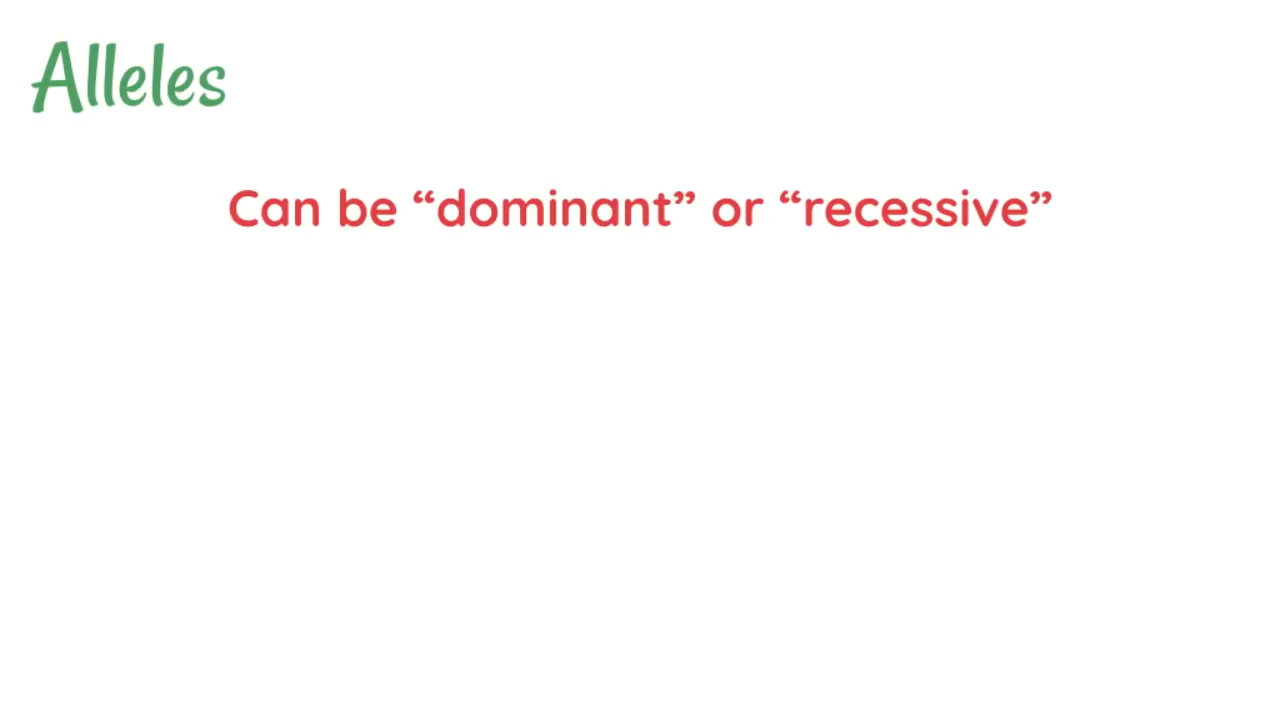 Alleles
Can be “dominant” or “recessive”